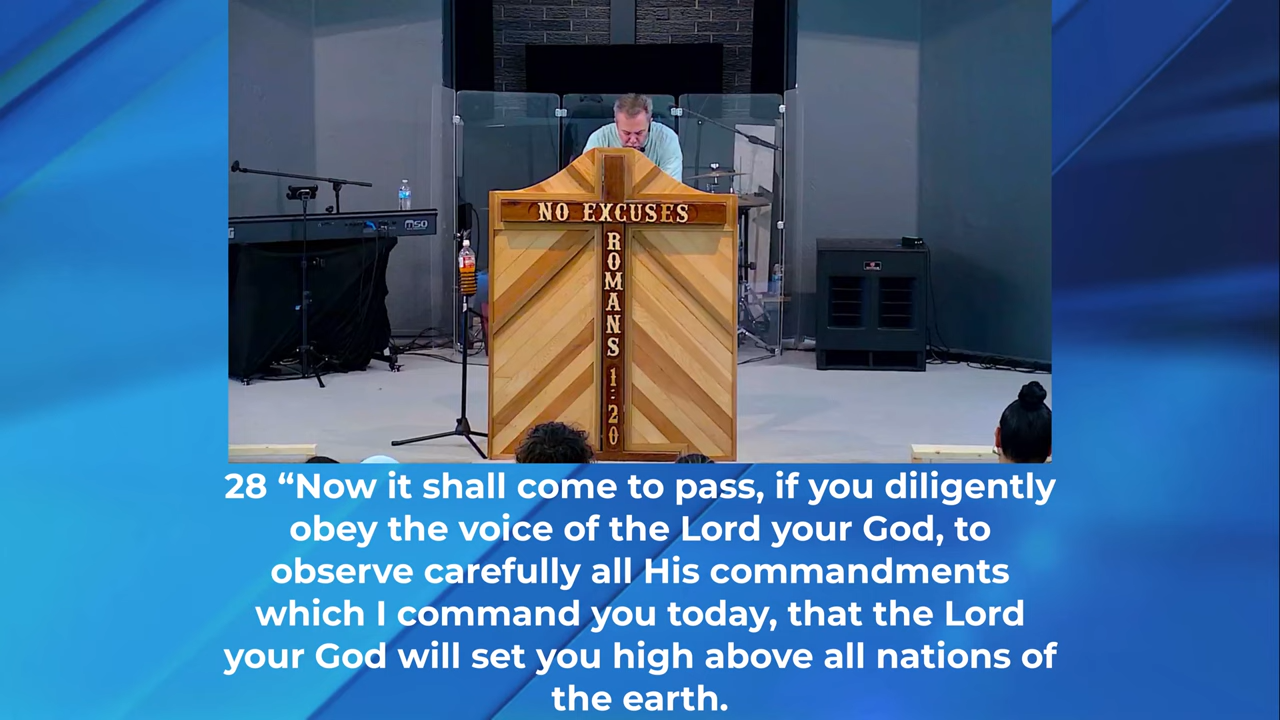 NO EXCUSES
ROMANS 1:20
28 “Now it shall come to pass, if you diligently
obey the voice of the Lord your God, to
observe carefully all His commandments
which I command you today, that the Lord
your God will set you high above all nations of
the earth.